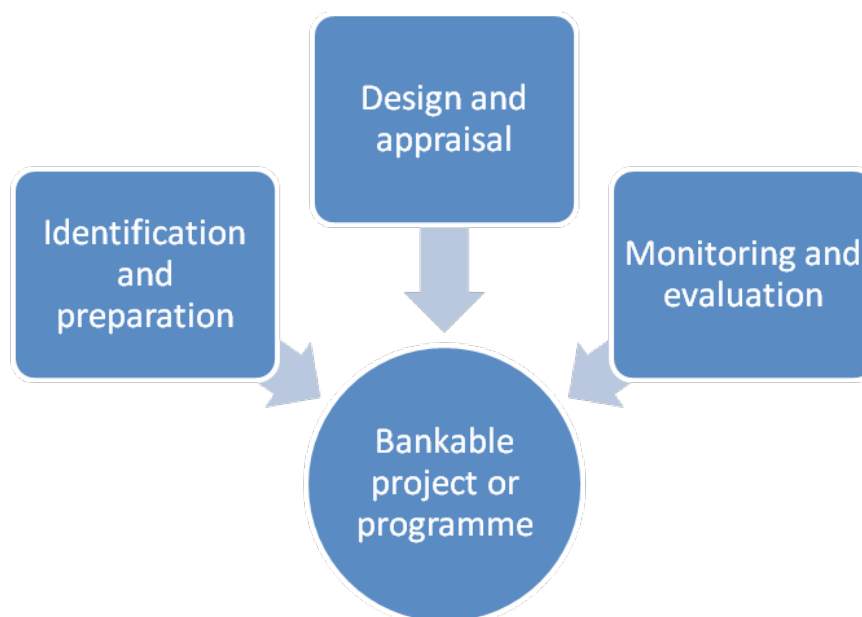 Design and
appraisal
Identification
and
preparation
Monitoring and
evaluation
Bankable
project or
programme